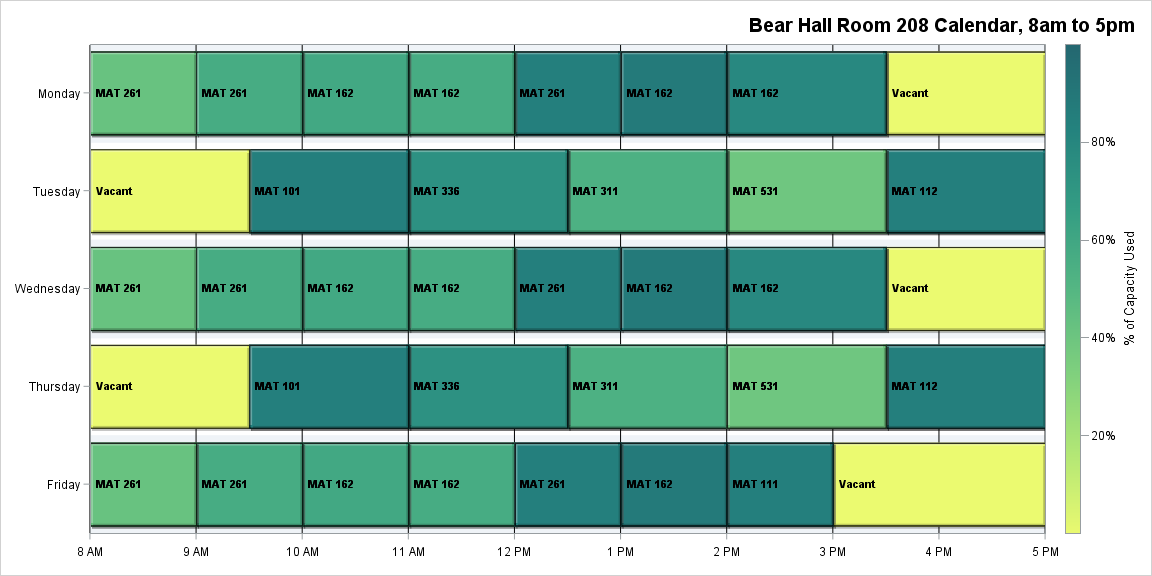 Bear Hall Room 208 Calendar, 8am to 5pm
Monday MAT 261 MAT 261 MAT 162 MAT 162 MAT 261 MAT 162 MAT 162 Vacant
80%
Tuesday Vacant MAT 101 MAT 336 MAT 311 MAT 531 MAT 112
60%
% of Capacity Used
Wednesday MAT 261 MAT 261 MAT 162 MAT 162 MAT 261 MAT 162 MAT 162 Vacant
40%
Thursday Vacant MAT 101 MAT 336 MAT 311 MAT 531 MAT 112
20%
Friday MAT 261 MAT 261 MAT 162 MAT 162 MAT 261 MAT 162 MAT 111 Vacant
8 AM 9 AM 10 AM 11 AM 12 PM 1 PM 2 PM 3 PM 4 PM 5 PM